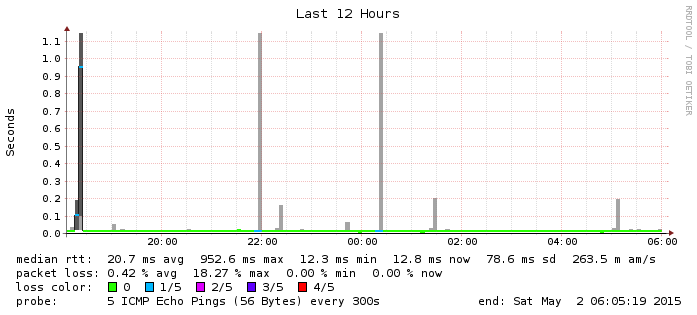 Last 12 Hours
RRDTOOL / TOBI OETIKER
Seconds
1.1
1.0
0.9
0.8
0.7
0.6
0.5
0.4
0.3
0.2
0.1
0.0
20:00 22:00 00:00 02:00 04:00 06:00
median rtt: 20.7 ms avg 952.6 ms max 12.3 ms min 12.8 ms now 78.6 ms sd 263.5 m am/s
packet loss: 0.42 % avg 18.27 % max 0.00 % min 0.00 % now
loss color: 0 1/5 2/5 3/5 4/5
probe: 5 ICMP Echo Pings (56 Bytes) every 300s end: Sat May 2 06:05:19 2015